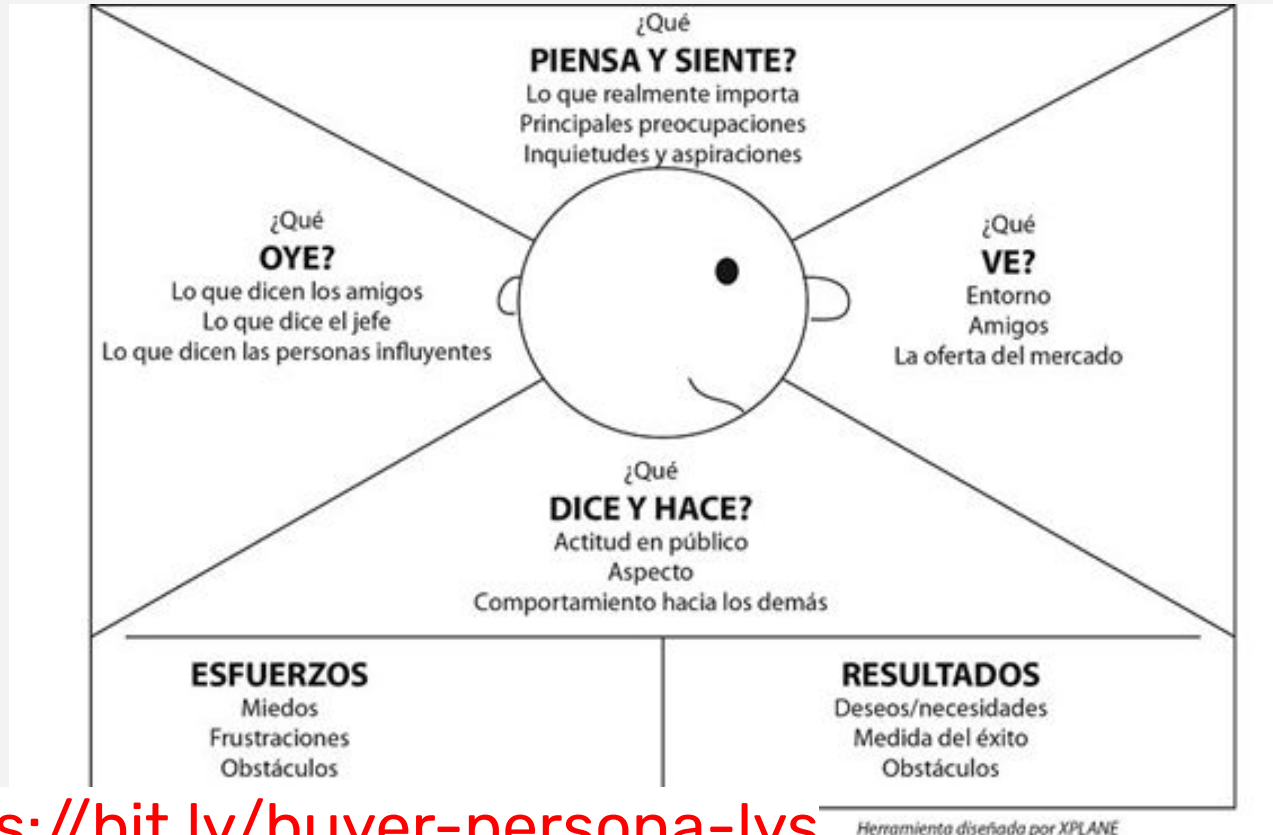 ¿Qué
PIENSA Y SIENTE?
Lo que realmente importa
Principales preocupaciones
Inquietudes y aspiraciones
¿Qué
OYE?
Lo que dicen los amigos
Lo que dice el jefe
Lo que dicen las personas influyentes
¿Qué
VE?
Entorno
Amigos
La oferta del mercado
¿Qué
DICE Y HACE?
Actitud en público
Aspecto
Comportamiento hacia los demás
ESFUERZOS
Miedos
Frustraciones
Obstáculos
RESULTADOS
Deseos/necesidades
Medida del éxito
Obstáculos
s://bit.ly/buyer-persona-lvs
Herramienta diseñada por XPLANE